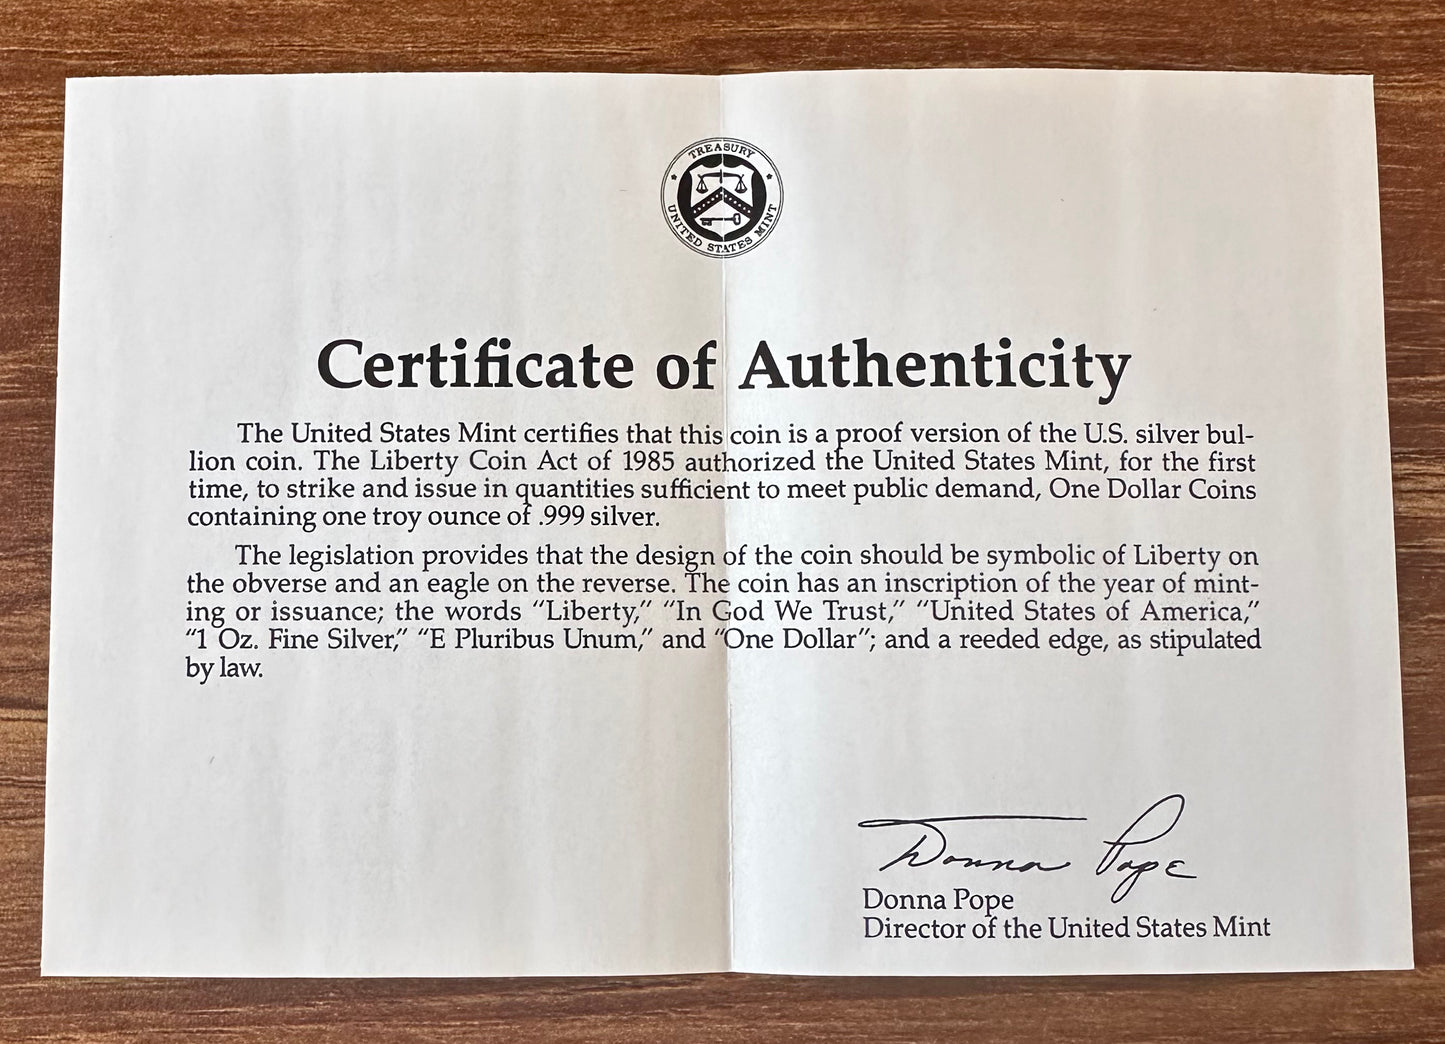 TREASURY
UNITED STATES MINT
Certificate of Authenticity
The United States Mint certifies that this coin is a proof version of the U.S. silver bul-
lion coin. The Liberty Coin Act of 1985 authorized the United States Mint, for the first
time, to strike and issue in quantities sufficient to meet public demand, One Dollar Coins
containing one troy ounce of .999 silver.
The legislation provides that the design of the coin should be symbolic of Liberty on
the obverse and an eagle on the reverse. The coin has an inscription of the year of mint-
ing or issuance; the words “Liberty,” “In God We Trust,” “United States of America,”
“1 Oz. Fine Silver,” “E Pluribus Unum,” and “One Dollar”; and a reeded edge, as stipulated
by law.
Donna Pope
Donna Pope
Director of the United States Mint